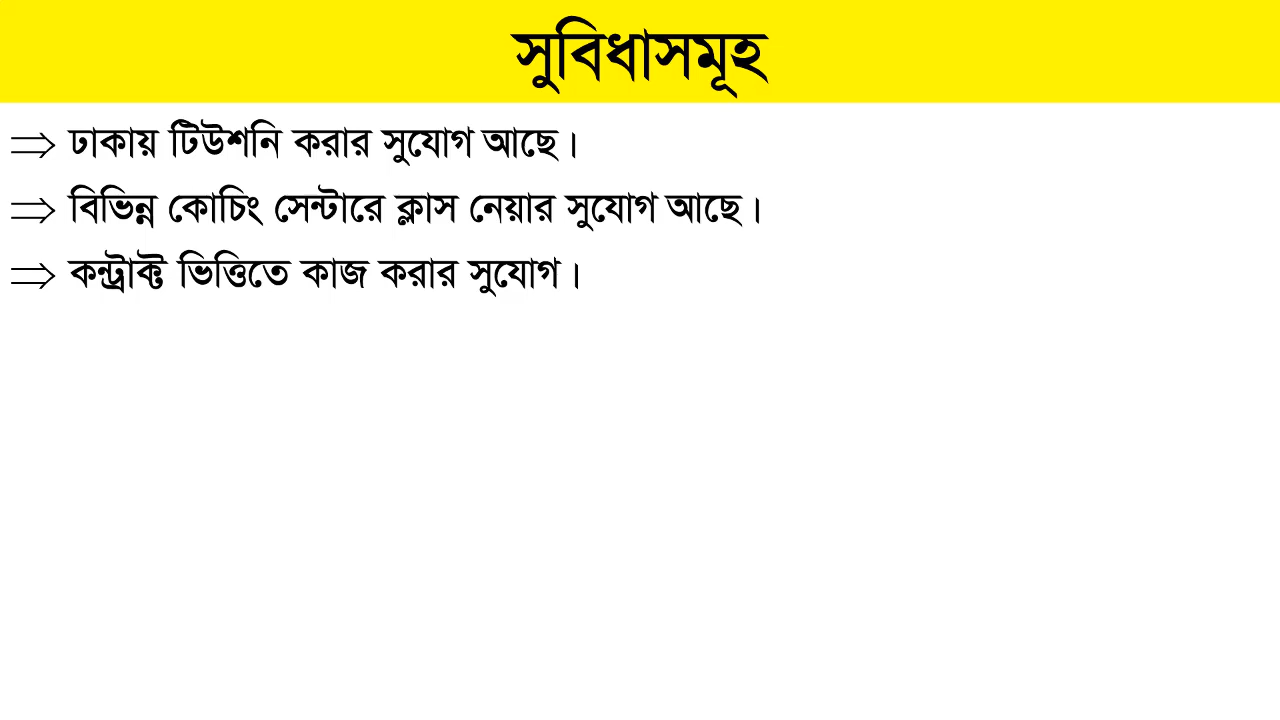 সুবিধাসমূহ
⇒ ঢাকায় টিউশনি করার সুযোগ আছে।
⇒ বিভিন্ন কোচিং সেন্টারে ক্লাস নেয়ার সুযোগ আছে।
⇒ কন্ট্রাক্ট ভিত্তিতে কাজ করার সুযোগ।